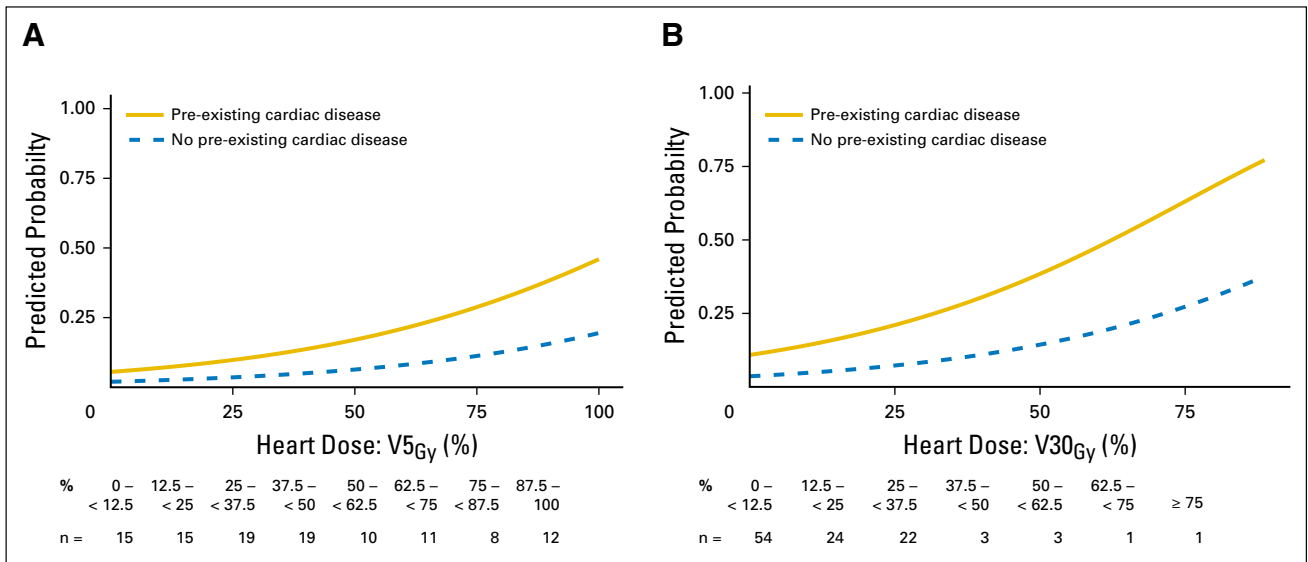 A
1.00
0.75
0.50
0.25
0
25
50
75
100
Predicted Probabilty
Pre-existing cardiac disease
No pre-existing cardiac disease
Heart Dose: V5Gy (%)
% 0 – 12.5 – 25 – 37.5 – 50 – 62.5 – 75 – 87.5 –
< 12.5 < 25 < 37.5 < 50 < 62.5 < 75 < 87.5 100
n = 15 15 19 19 10 11 8 12
B
1.00
0.75
0.50
0.25
0
25
50
75
Predicted Probabilty
Pre-existing cardiac disease
No pre-existing cardiac disease
Heart Dose: V30Gy (%)
% 0 – 12.5 – 25 – 37.5 – 50 – 62.5 –
< 12.5 < 25 < 37.5 < 50 < 62.5 < 75 ≥ 75
n = 54 24 22 3 3 1 1